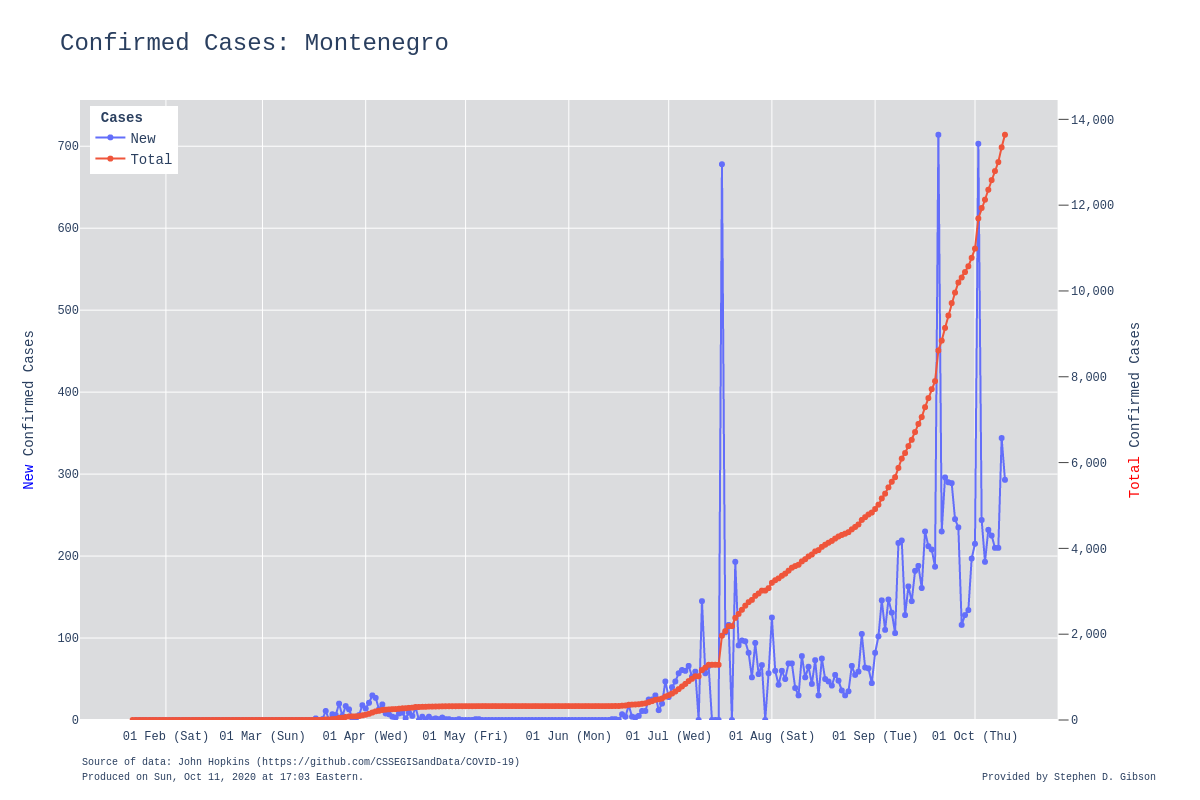 Confirmed Cases: Montenegro
Cases
New
Total
700
600
500
400
300
200
100
0
14,000
12,000
10,000
8,000
6,000
4,000
2,000
0
New Confirmed Cases
Total Confirmed Cases
01 Feb (Sat) 01 Mar (Sun) 01 Apr (Wed) 01 May (Fri) 01 Jun (Mon) 01 Jul (Wed) 01 Aug (Sat) 01 Sep (Tue) 01 Oct (Thu)
Source of data: John Hopkins (https://github.com/CSSEGISandData/COVID-19)
Produced on Sun, Oct 11, 2020 at 17:03 Eastern.
Provided by Stephen D. Gibson